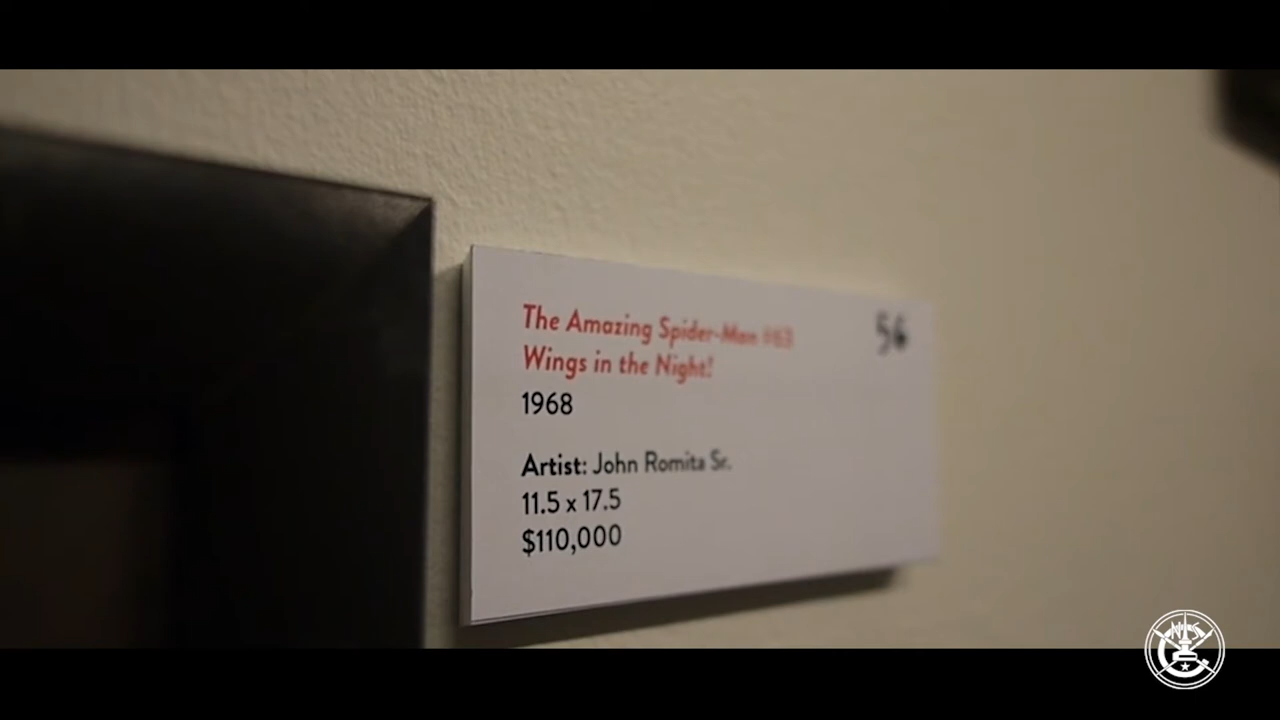 The Amazing Spider-Man #63
56
Wings in the Night!
1968
Artist: John Romita Sr.
11.5 x 17.5
$110,000